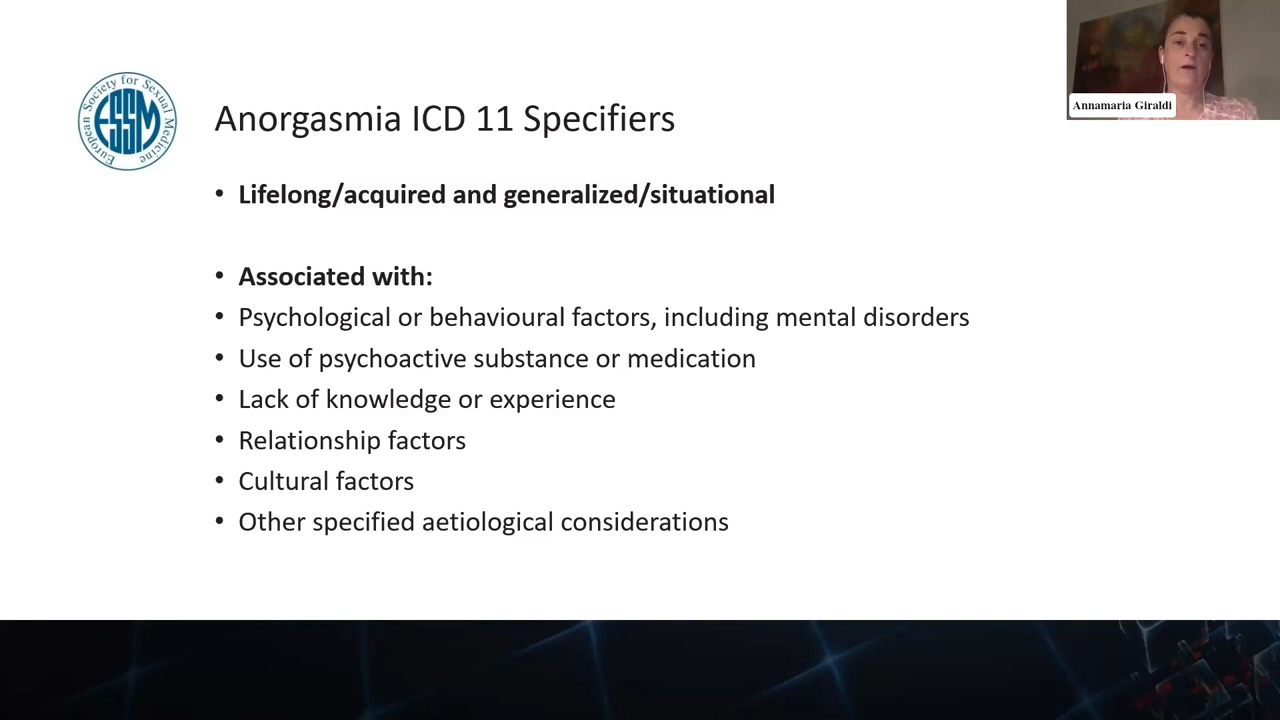 European Society for Sexual Medicine
ESSM
Annamaria Giraldi
Anorgasmia ICD 11 Specifiers
• Lifelong/acquired and generalized/situational
• Associated with:
• Psychological or behavioural factors, including mental disorders
• Use of psychoactive substance or medication
• Lack of knowledge or experience
• Relationship factors
• Cultural factors
• Other specified aetiological considerations